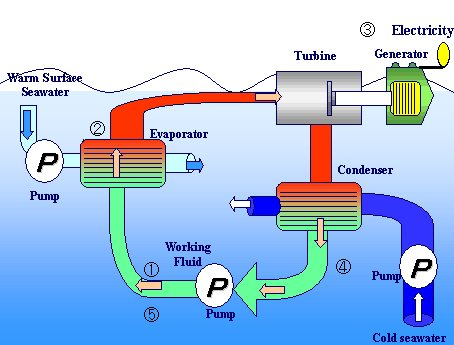 ③ Electricity
Turbine
Generator
Warm Surface
Seawater
②
Evaporator
P
Pump
Condenser
Working
Fluid
①
④
P
Pump
P
Pump
⑤
Cold seawater